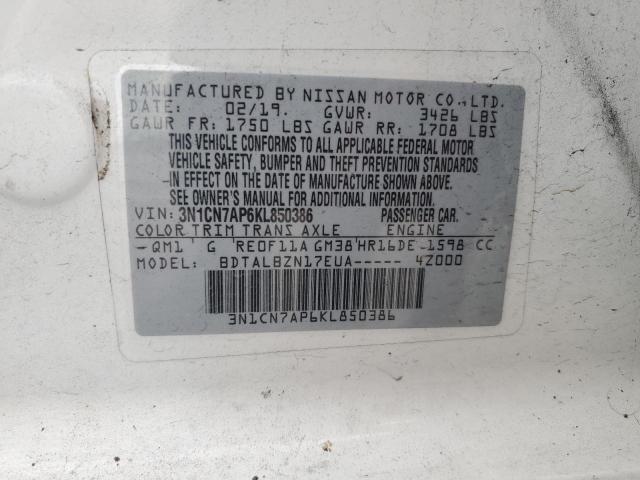 MANUFACTURED BY NISSAN MOTOR CO.,LTD.
DATE: 02/19. GVWR: 3426 LBS
GAWR FR: 1750 LBS GAWR RR: 1708 LBS
THIS VEHICLE CONFORMS TO ALL APPLICABLE FEDERAL MOTOR
VEHICLE SAFETY, BUMPER AND THEFT PREVENTION STANDARDS
IN EFFECT ON THE DATE OF MANUFACTURE SHOWN ABOVE.
SEE OWNER'S MANUAL FOR ADDITIONAL INFORMATION
VIN: 3N1CN7AP6KL850386 PASSENGER CAR.
COLOR TRIM TRANS AXLE ENGINE
-QM1 G RE0F11A GM38 HR16DE-1598 CC
MODEL: BDTALBZN17EUA----- 4Z000
3N1CN7AP6KL850386